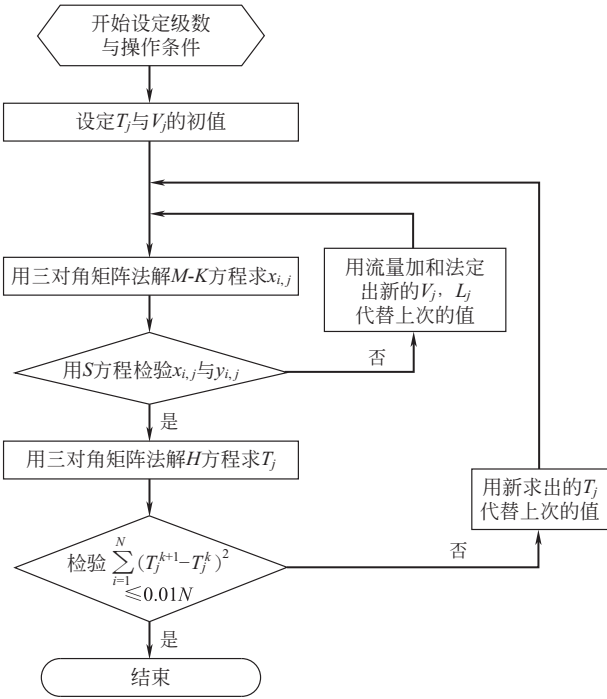 开始设定级数
与操作条件
设定Tj与Vj的初值
用三对角矩阵法解M-K方程求xi, j
用流量加和法定
出新的Vj，Lj
代替上次的值
用S方程检验xi, j与yi, j
否
是
用三对角矩阵法解H方程求Tj
用新求出的Tj
代替上次的值
检验 ∑_{i=1}^{N} (T_j^{k+1}−T_j^{k})^2
≤0.01N
否
是
结束